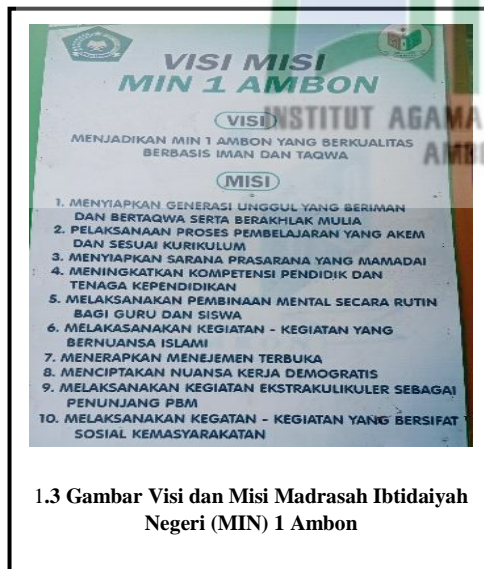 VISI MISI
MIN 1 AMBON
VISI
INSTITUT AGAMA
MENJADIKAN MIN 1 AMBON YANG BERKUALITAS
BERBASIS IMAN DAN TAQWA
AMB
MISI
1. MENYIAPKAN GENERASI UNGGUL YANG BERIMAN
DAN BERTAQWA SERTA BERAKHLAK MULIA
2. PELAKSANAAN PROSES PEMBELAJARAN YANG AKEM
DAN SESUAI KURIKULUM
3. MENYIAPKAN SARANA PRASARANA YANG MAMADAI
4. MENINGKATKAN KOMPETENSI PENDIDIK DAN
TENAGA KEPENDIDIKAN
5. MELAKSANAKAN PEMBINAAN MENTAL SECARA RUTIN
BAGI GURU DAN SISWA
6. MELAKASANAKAN KEGIATAN - KEGIATAN YANG
BERNUANSA ISLAMI
7. MENERAPKAN MENEJEMEN TERBUKA
8. MENCIPTAKAN NUANSA KERJA DEMOGRATIS
9. MELAKSANAKAN KEGIATAN EKSTRAKULIKULER SEBAGAI
PENUNJANG PBM
10. MELAKSANAKAN KEGATAN - KEGIATAN YANG BERSIFAT
SOSIAL KEMASYARAKATAN
1.3 Gambar Visi dan Misi Madrasah Ibtidaiyah
Negeri (MIN) 1 Ambon